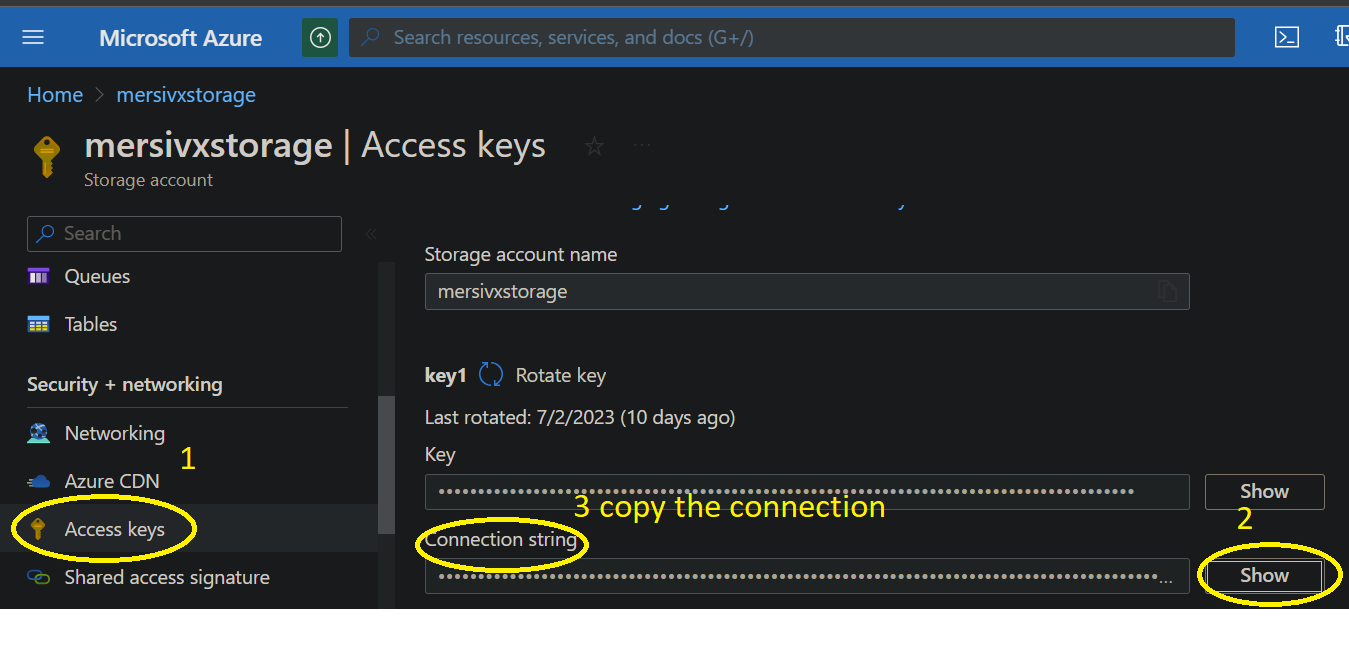 Microsoft Azure
Search resources, services, and docs (G+/)
Home > mersivxstorage
mersivxstorage | Access keys
Storage account
Search
Queues
Tables
Security + networking
Networking
1
Azure CDN
Access keys
Shared access signature
Storage account name
mersivxstorage
key1 Rotate key
Last rotated: 7/2/2023 (10 days ago)
Key
Show
3 copy the connection
2
Connection string
Show